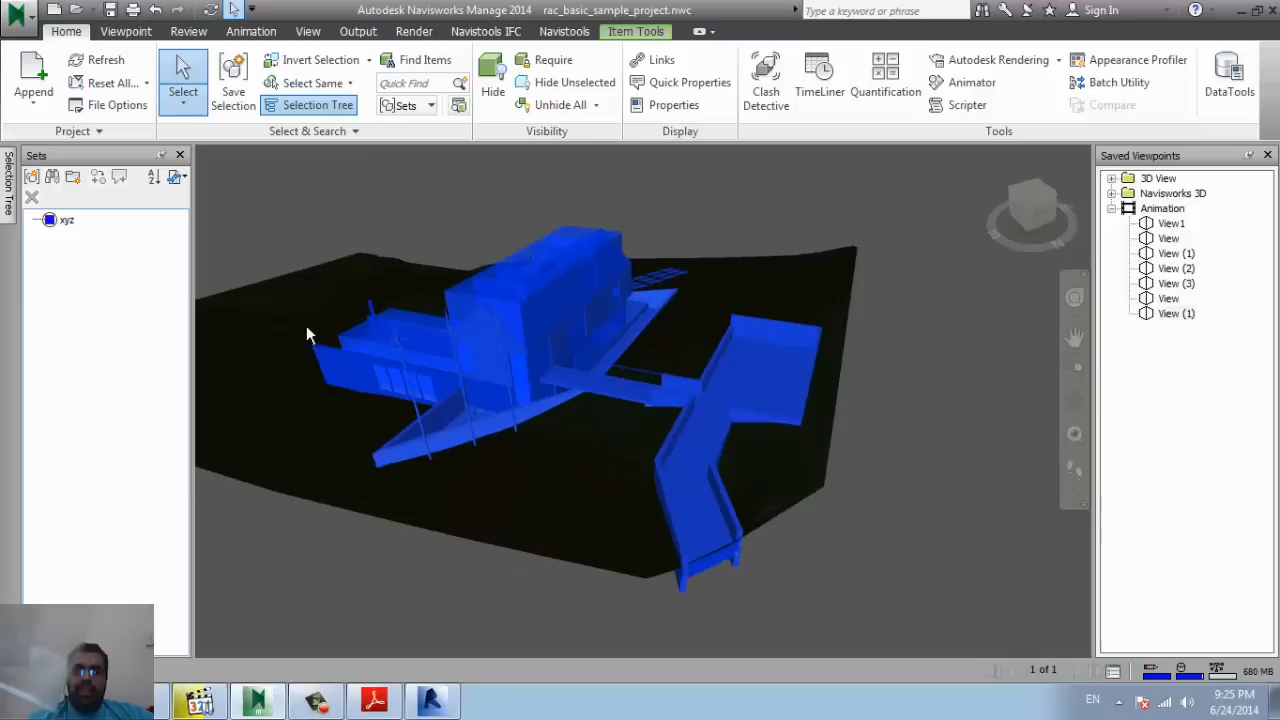 Autodesk Navisworks Manage 2014 rac_basic_sample_project.nwc
Type a keyword or phrase
Sign In
Home Viewpoint Review Animation View Output Render Navistools IFC Navistools Item Tools
Append
Refresh
Reset All...
File Options
Project
Select
Save Selection
Invert Selection
Select Same
Selection Tree
Find Items
Quick Find
Sets
Select & Search
Hide
Require
Hide Unselected
Unhide All
Visibility
Links
Quick Properties
Properties
Display
Clash Detective
TimeLiner
Quantification
Autodesk Rendering
Animator
Scripter
Appearance Profiler
Batch Utility
Compare
DataTools
Tools
Selection Tree
Sets
xyz
Saved Viewpoints
3D View
Navisworks 3D
Animation
View1
View
View (1)
View (2)
View (3)
View
View (1)
1 of 1
680 MB
321
EN
9:25 PM
6/24/2014